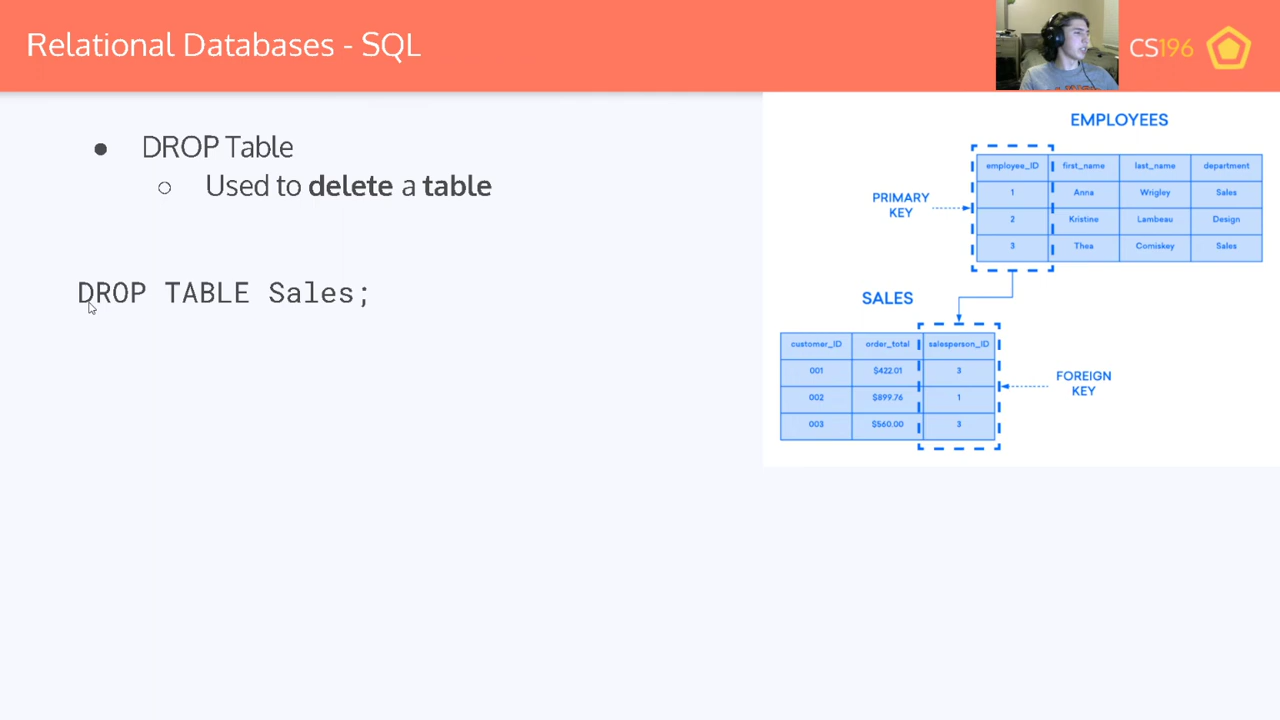 Relational Databases - SQL
CS196
DROP Table
Used to delete a table
DROP TABLE Sales;
EMPLOYEES
employee_ID first_name last_name department
1 Anna Wrigley Sales
2 Kristine Lambeau Design
3 Thea Comiskey Sales
PRIMARY
KEY
SALES
customer_ID order_total salesperson_ID
001 $422.01 3
002 $899.76 1
003 $560.00 3
FOREIGN
KEY